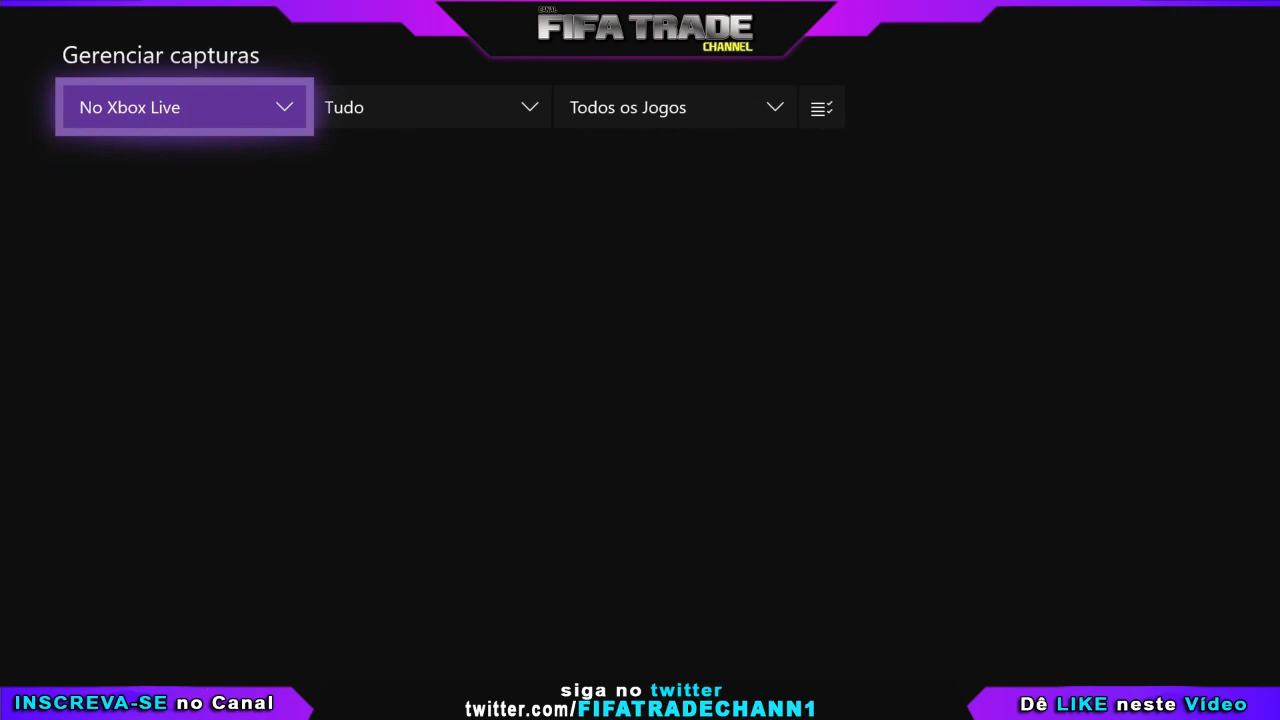 CANAL
FIFA TRADE
CHANNEL
Gerenciar capturas
No Xbox Live
Tudo
Todos os Jogos
INSCREVA-SE no Canal
siga no twitter
twitter.com/FIFATRADECHANN1
Dê LIKE neste Vídeo